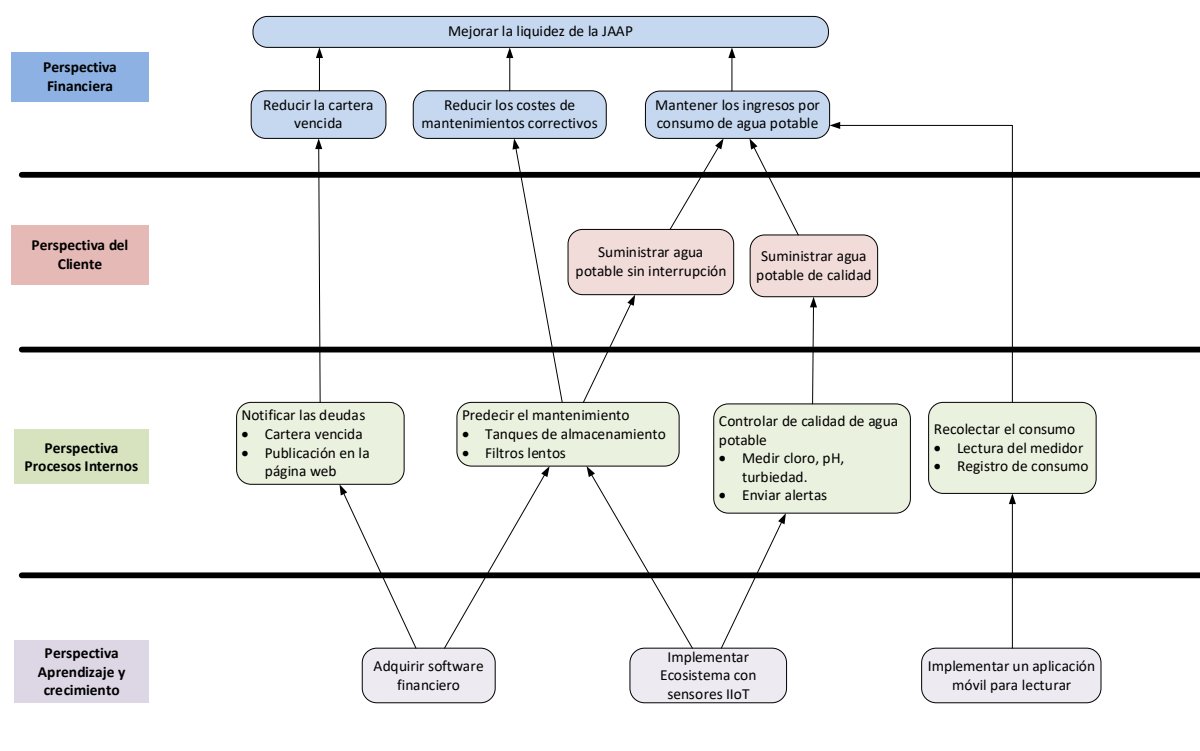 Mejorar la liquidez de la JAAP
Perspectiva
Financiera
Reducir la cartera
vencida
Reducir los costes de
mantenimientos correctivos
Mantener los ingresos por
consumo de agua potable
Perspectiva del
Cliente
Suministrar agua
potable sin interrupción
Suministrar agua
potable de calidad
Perspectiva
Procesos Internos
Notificar las deudas
• Cartera vencida
• Publicación en la
página web
Predecir el mantenimiento
• Tanques de almacenamiento
• Filtros lentos
Controlar de calidad de agua
potable
• Medir cloro, pH,
turbiedad.
• Enviar alertas
Recolectar el consumo
• Lectura del medidor
• Registro de consumo
Perspectiva
Aprendizaje y
crecimiento
Adquirir software
financiero
Implementar
Ecosistema con
sensores IIoT
Implementar un aplicación
móvil para lecturar